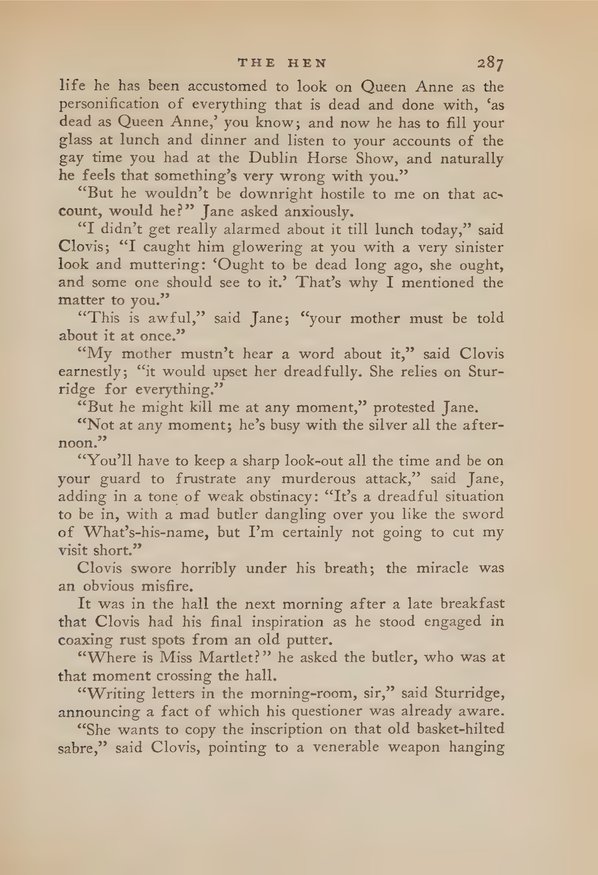 THE HEN 287
life he has been accustomed to look on Queen Anne as the
personification of everything that is dead and done with, ‘as
dead as Queen Anne,’ you know; and now he has to fill your
glass at lunch and dinner and listen to your accounts of the
gay time you had at the Dublin Horse Show, and naturally
he feels that something’s very wrong with you.”
“But he wouldn’t be downright hostile to me on that ac-
count, would he?” Jane asked anxiously.
“I didn’t get really alarmed about it till lunch today,” said
Clovis; “I caught him glowering at you with a very sinister
look and muttering: ‘Ought to be dead long ago, she ought,
and some one should see to it.’ That’s why I mentioned the
matter to you.”
“This is awful,” said Jane; “your mother must be told
about it at once.”
“My mother mustn’t hear a word about it,” said Clovis
earnestly; “it would upset her dreadfully. She relies on Stur-
ridge for everything.”
“But he might kill me at any moment,” protested Jane.
“Not at any moment; he’s busy with the silver all the after-
noon.”
“You’ll have to keep a sharp look-out all the time and be on
your guard to frustrate any murderous attack,” said Jane,
adding in a tone of weak obstinacy: “It’s a dreadful situation
to be in, with a mad butler dangling over you like the sword
of What’s-his-name, but I’m certainly not going to cut my
visit short.”
Clovis swore horribly under his breath; the miracle was
an obvious misfire.
It was in the hall the next morning after a late breakfast
that Clovis had his final inspiration as he stood engaged in
coaxing rust spots from an old putter.
“Where is Miss Martlet?” he asked the butler, who was at
that moment crossing the hall.
“Writing letters in the morning-room, sir,” said Sturridge,
announcing a fact of which his questioner was already aware.
“She wants to copy the inscription on that old basket-hilted
sabre,” said Clovis, pointing to a venerable weapon hanging